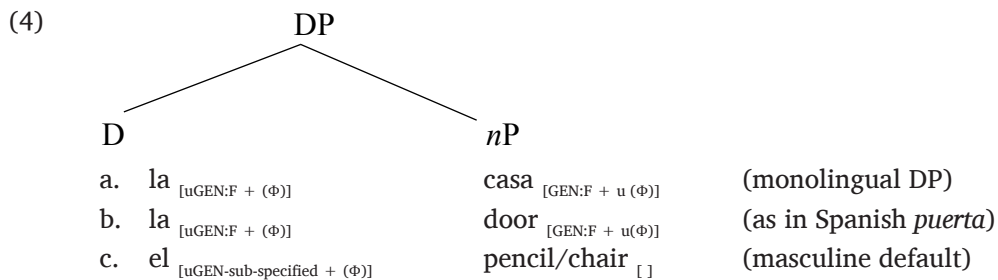 (4) DP
D nP
a. la [uGEN:F + (Φ)] casa [GEN:F + u (Φ)] (monolingual DP)
b. la [uGEN:F + (Φ)] door [GEN:F + u(Φ)] (as in Spanish puerta)
c. el [uGEN-sub-specified + (Φ)] pencil/chair [ ] (masculine default)